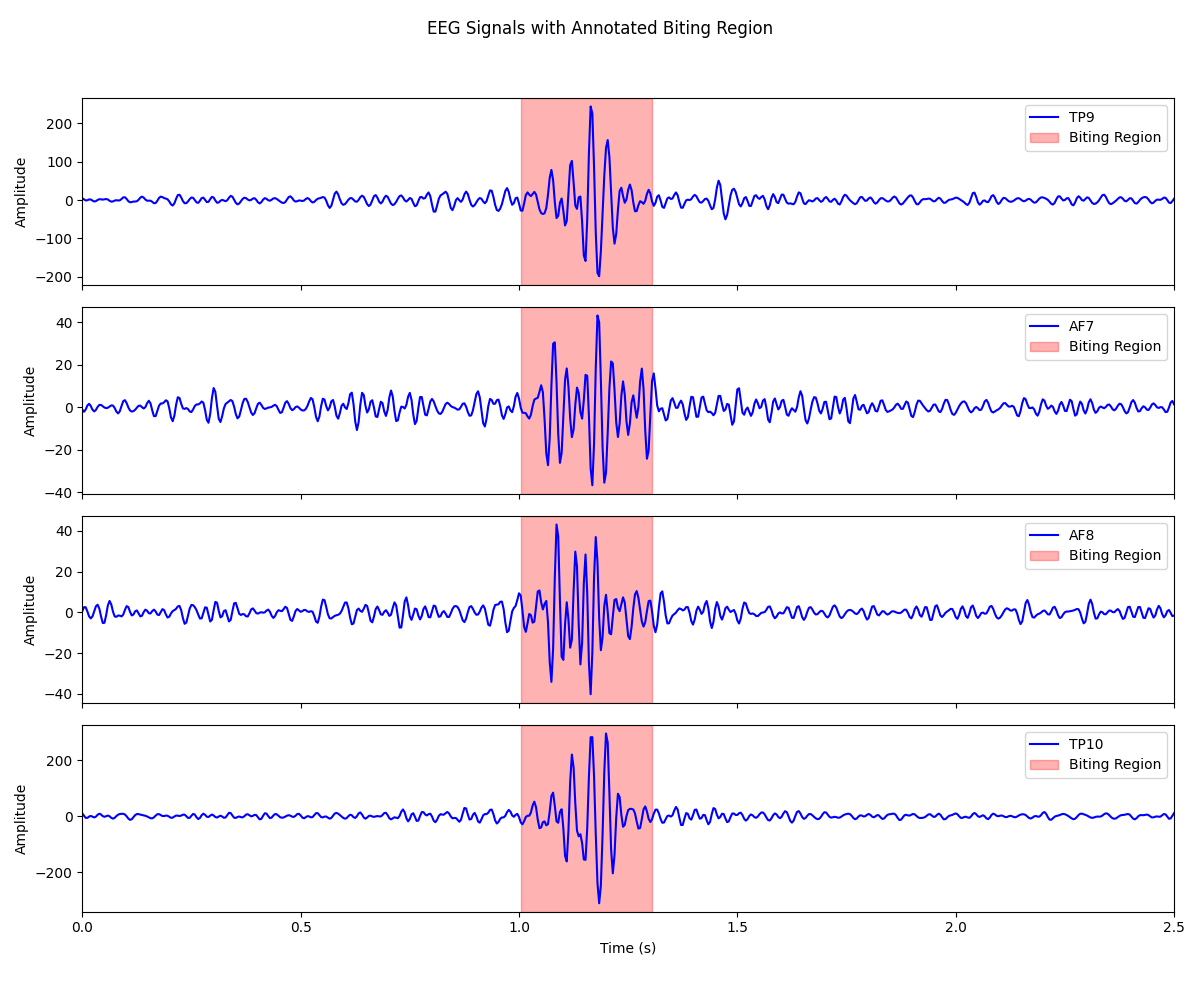 EEG Signals with Annotated Biting Region
200
100
0
−100
−200
Amplitude
TP9
Biting Region
40
20
0
−20
−40
Amplitude
AF7
Biting Region
40
20
0
−20
−40
Amplitude
AF8
Biting Region
200
0
−200
Amplitude
TP10
Biting Region
0.0 0.5 1.0 1.5 2.0 2.5
Time (s)